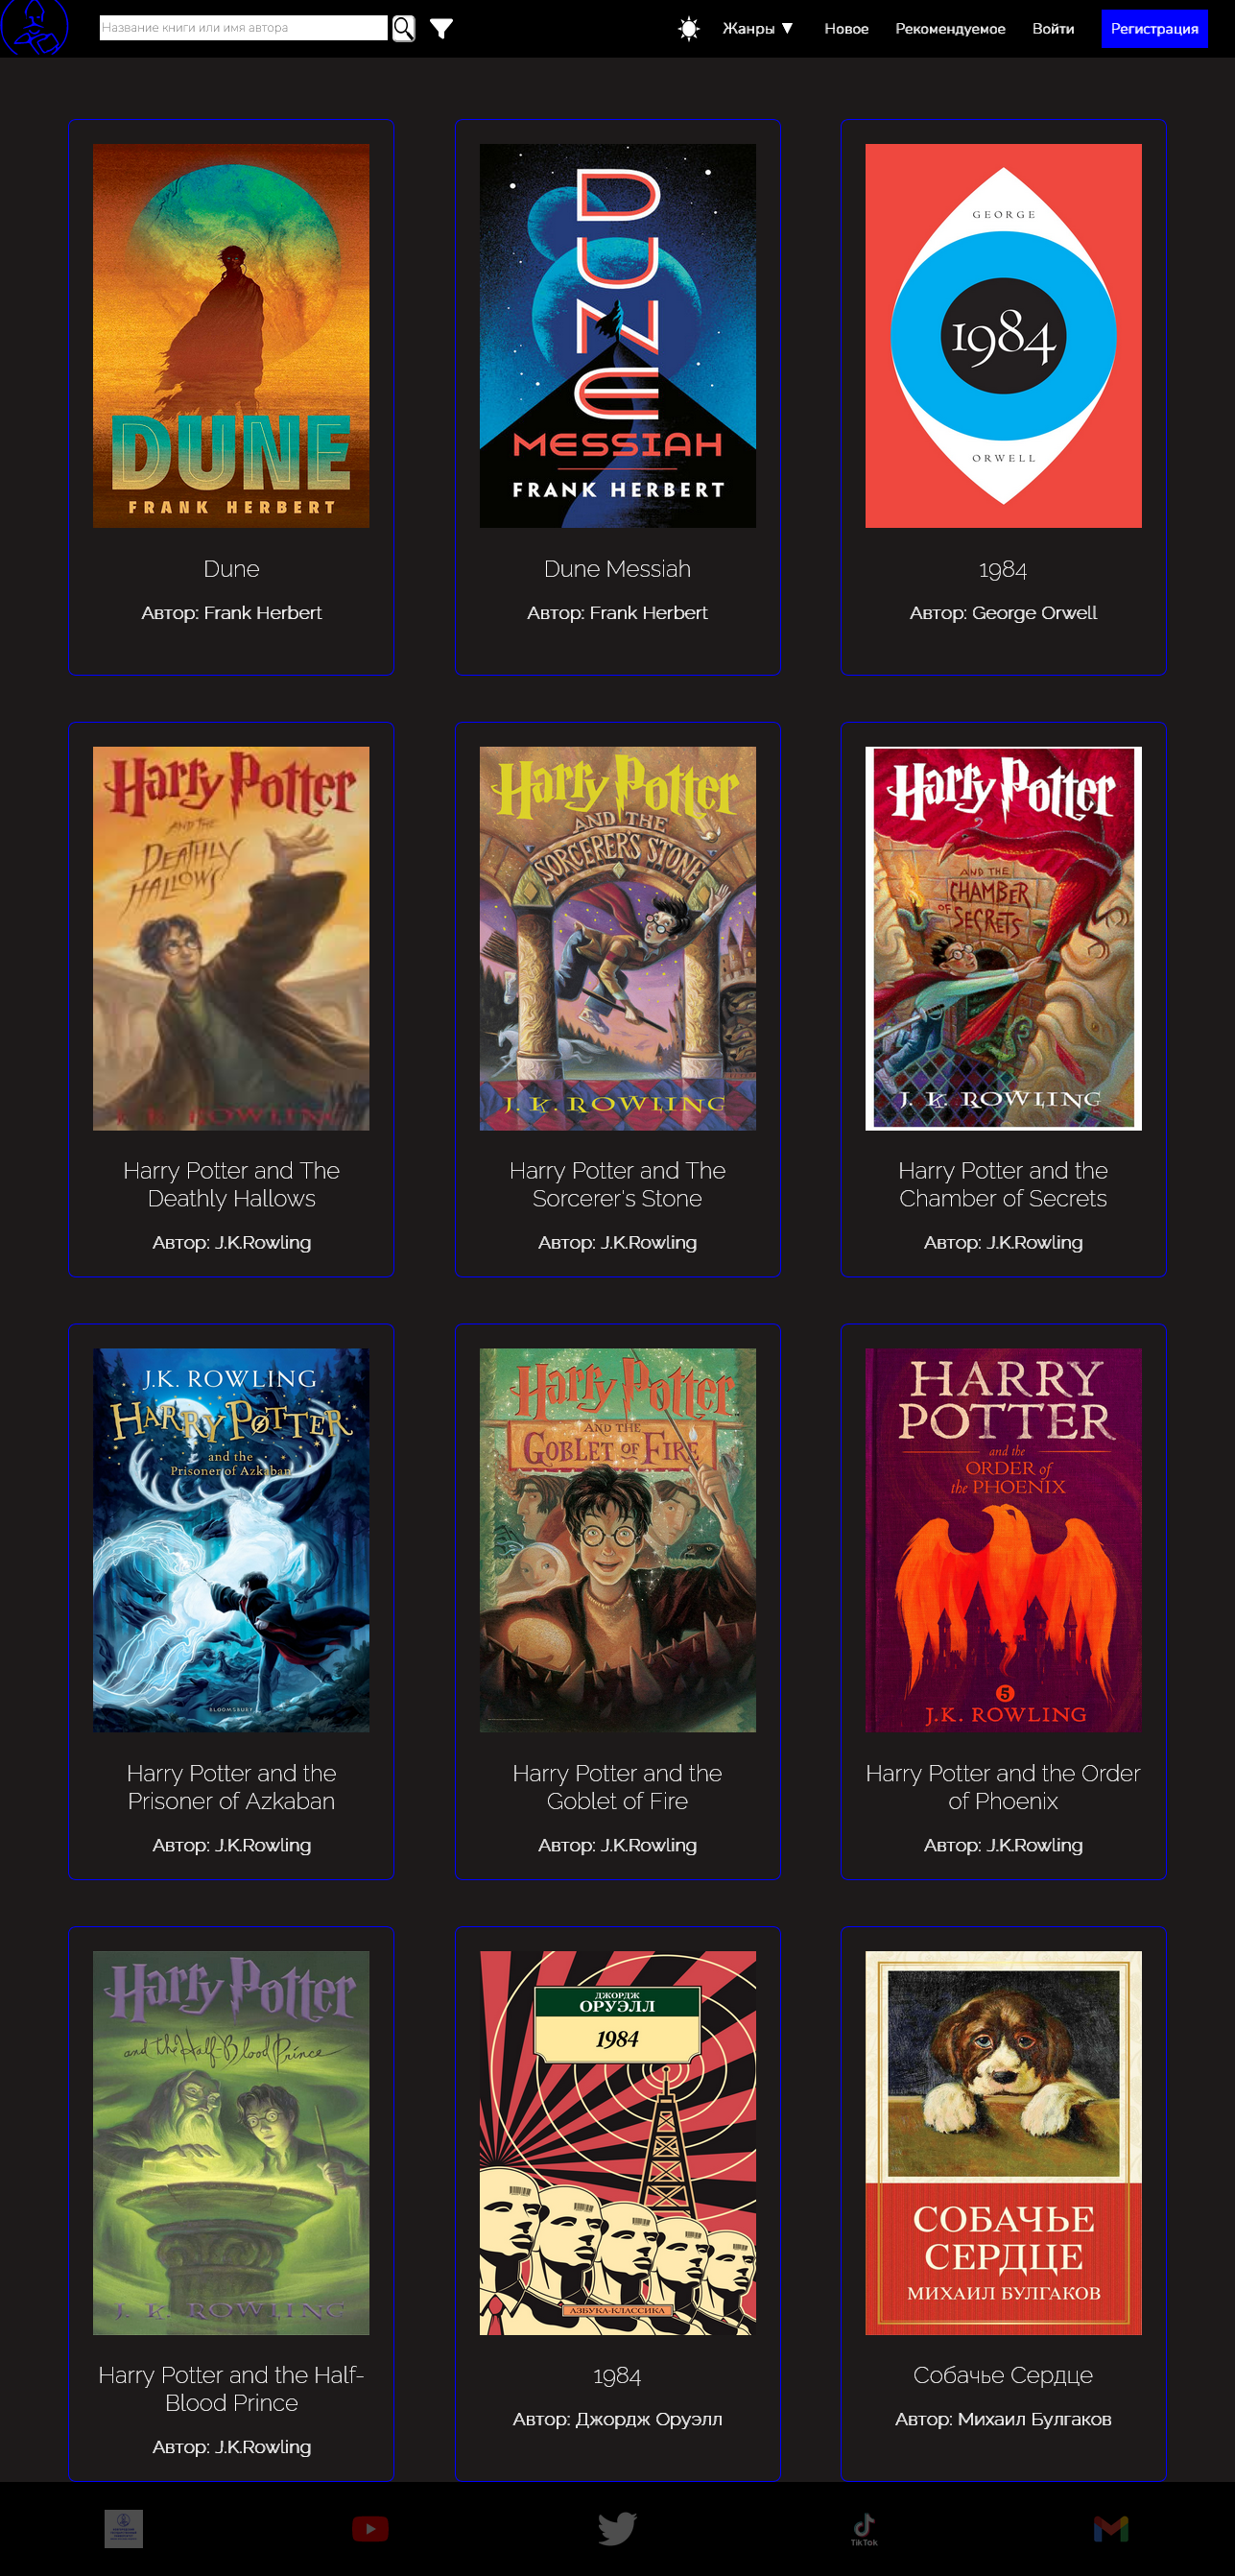 Название книги или имя автора
Жанры ▼ Новое Рекомендуемое Войти Регистрация
DUNE
FRANK HERBERT
Dune
Автор: Frank Herbert
DUNE
MESSIAH
FRANK HERBERT
Dune Messiah
Автор: Frank Herbert
GEORGE
1984
ORWELL
1984
Автор: George Orwell
Harry Potter
AND THE
DEATHLY
HALLOWS
J. K. ROWLING
Harry Potter and The
Deathly Hallows
Автор: J.K.Rowling
Harry Potter
AND THE
SORCERER'S STONE
J. K. ROWLING
Harry Potter and The
Sorcerer's Stone
Автор: J.K.Rowling
Harry Potter
AND THE
CHAMBER
OF SECRETS
J. K. ROWLING
Harry Potter and the
Chamber of Secrets
Автор: J.K.Rowling
J.K. ROWLING
HARRY POTTER
and the
Prisoner of Azkaban
BLOOMSBURY
Harry Potter and the
Prisoner of Azkaban
Автор: J.K.Rowling
Harry Potter
AND THE
GOBLET OF FIRE
Harry Potter and the
Goblet of Fire
Автор: J.K.Rowling
HARRY
POTTER
and the
ORDER of
the PHOENIX
5
J.K. ROWLING
Harry Potter and the Order
of Phoenix
Автор: J.K.Rowling
Harry Potter
and the Half-Blood Prince
J. K. ROWLING
Harry Potter and the Half-
Blood Prince
Автор: J.K.Rowling
ДЖОРДЖ
ОРУЭЛЛ
1984
АЗБУКА-КЛАССИКА
1984
Автор: Джордж Оруэлл
СОБАЧЬЕ
СЕРДЦЕ
МИХАИЛ БУЛГАКОВ
Собачье Сердце
Автор: Михаил Булгаков
TikTok